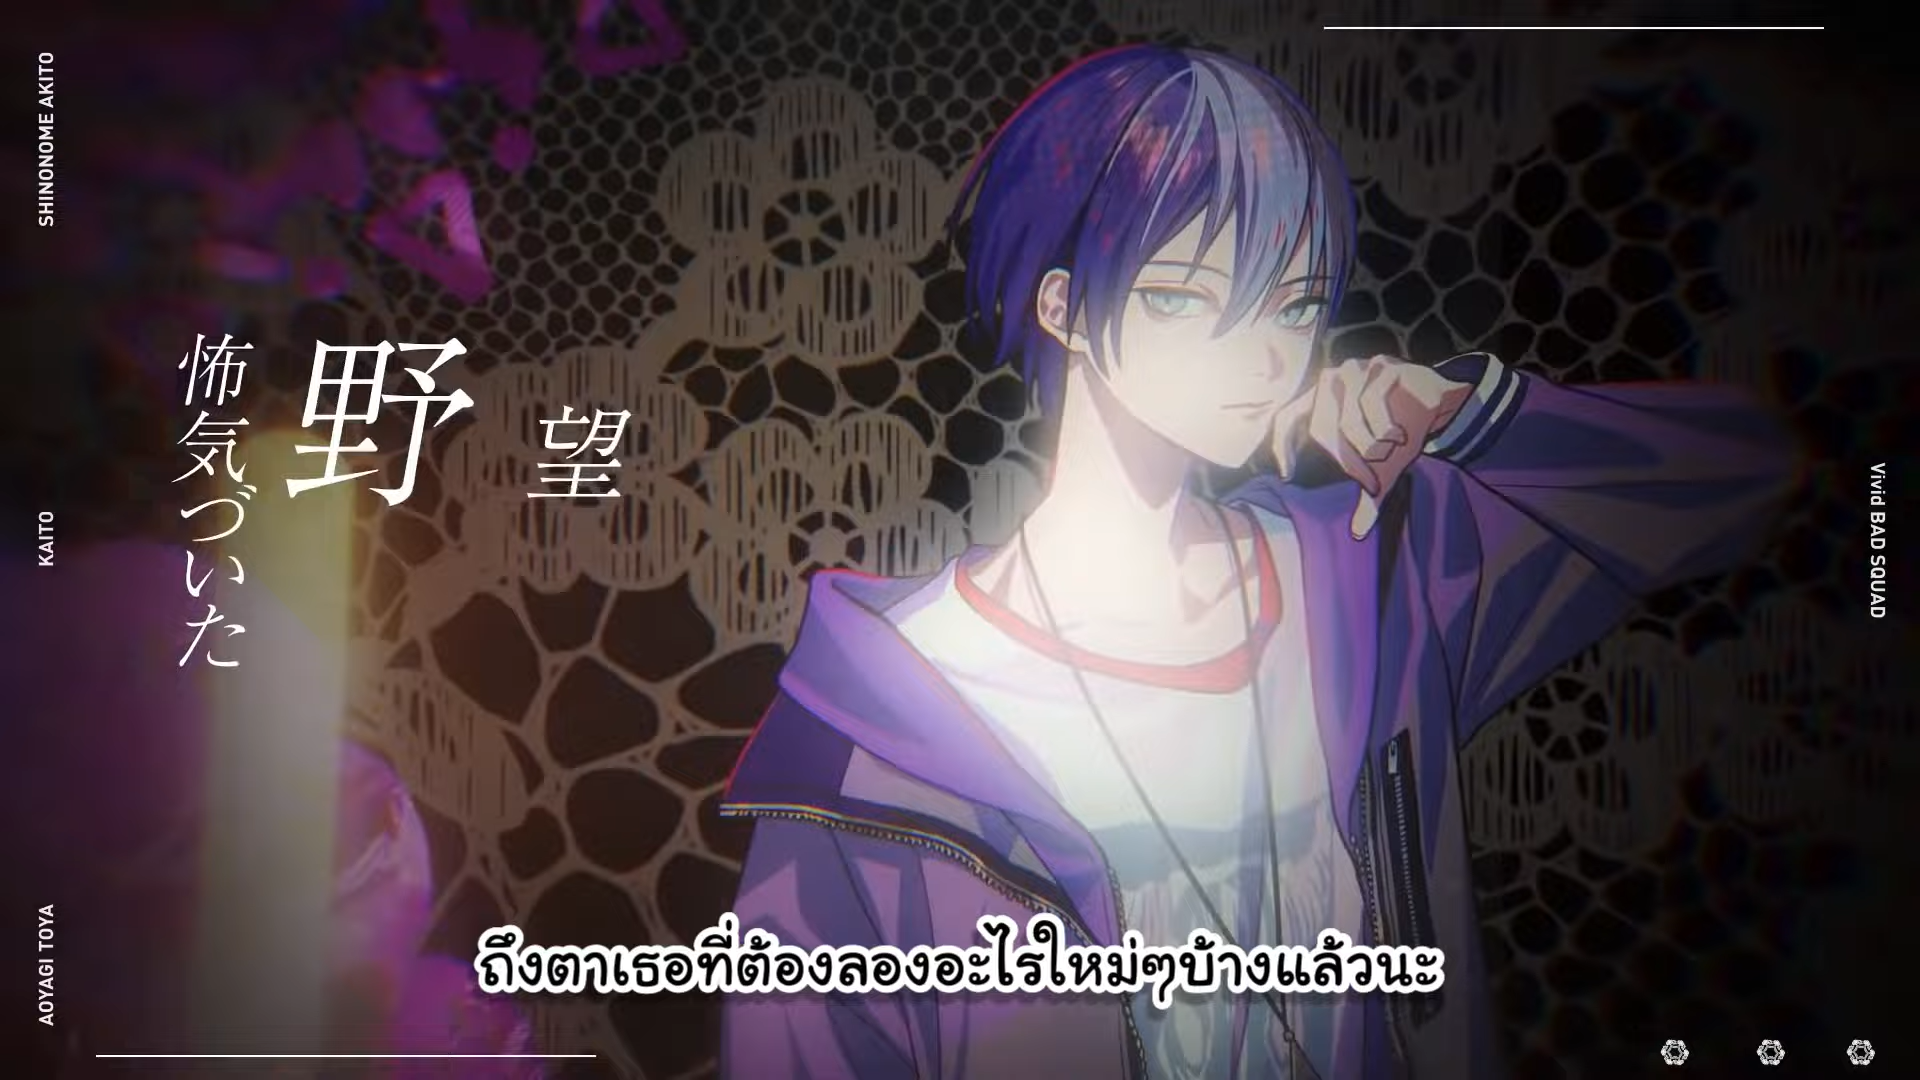 SHINONOME AKITO
KAITO
AOYAGI TOYA
野望
怖気づいた
Vivid BAD SQUAD
ถึงตาเธอที่ต้องลองอะไรใหม่ๆบ้างแล้วนะ